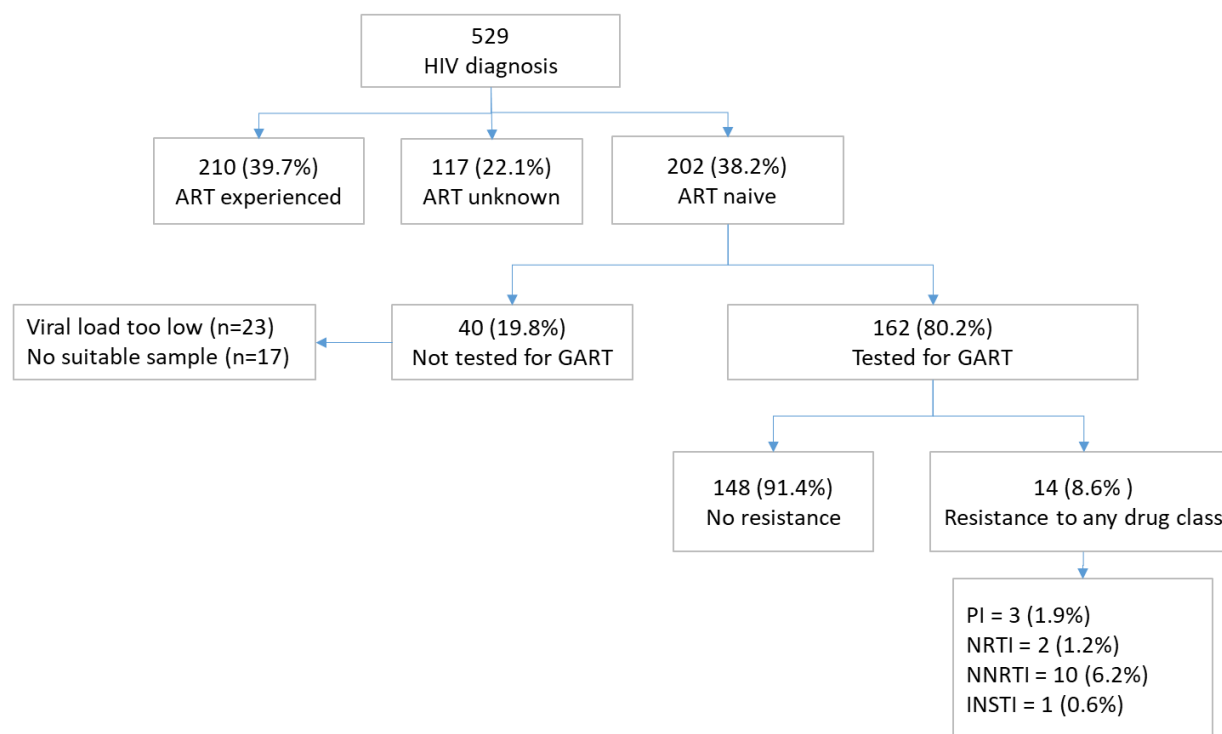 529
HIV diagnosis
210 (39.7%)
ART experienced
117 (22.1%)
ART unknown
202 (38.2%)
ART naive
Viral load too low (n=23)
No suitable sample (n=17)
40 (19.8%)
Not tested for GART
162 (80.2%)
Tested for GART
148 (91.4%)
No resistance
14 (8.6% )
Resistance to any drug class
PI = 3 (1.9%)
NRTI = 2 (1.2%)
NNRTI = 10 (6.2%)
INSTI = 1 (0.6%)